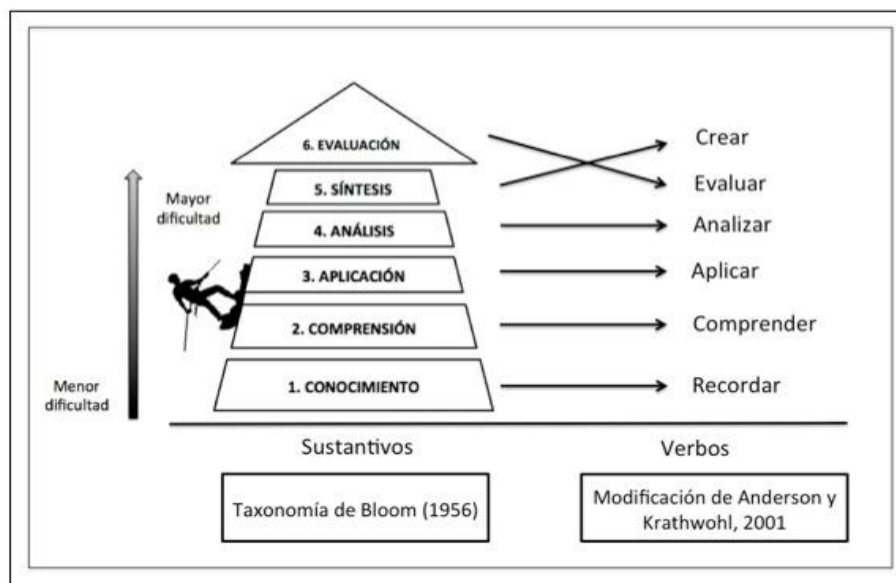 6. EVALUACIÓN
5. SÍNTESIS
4. ANÁLISIS
3. APLICACIÓN
2. COMPRENSIÓN
1. CONOCIMIENTO
Mayor
dificultad
Menor
dificultad
Crear
Evaluar
Analizar
Aplicar
Comprender
Recordar
Sustantivos
Verbos
Taxonomía de Bloom (1956)
Modificación de Anderson y
Krathwohl, 2001